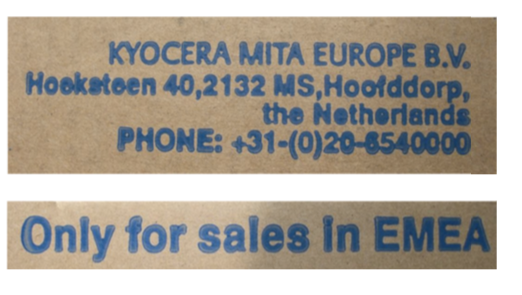 KYOCERA MITA EUROPE B.V.
Hoeksteen 40,2132 MS,Hoofddorp,
the Netherlands
PHONE: +31-(0)20-6540000
Only for sales in EMEA